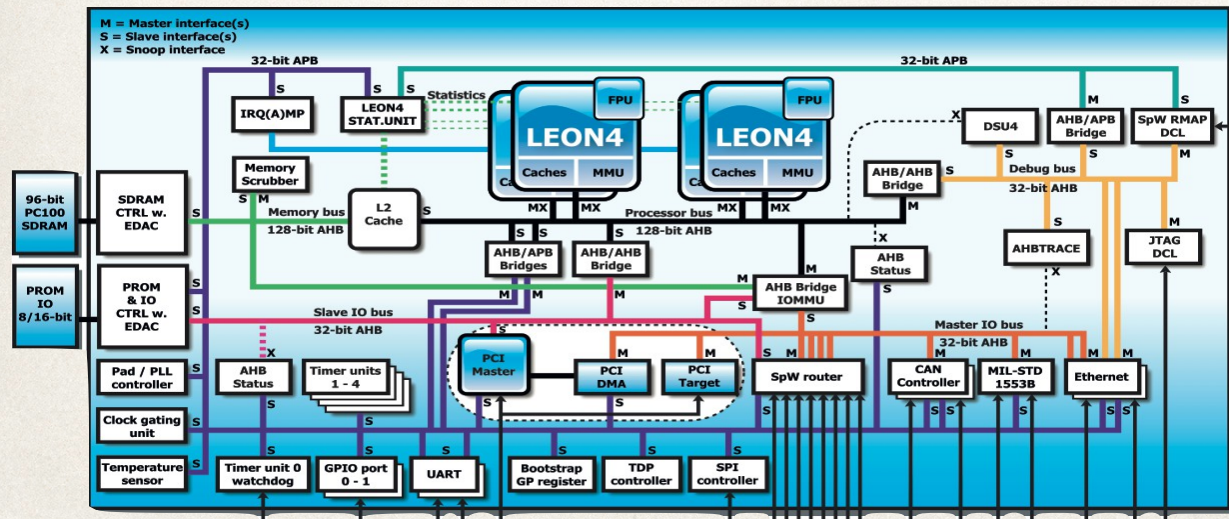 M = Master interface(s)
S = Slave interface(s)
X = Snoop interface
32-bit APB
32-bit APB
S
S
S
M
S
IRQ(A)MP
LEON4
STAT.UNIT
Statistics
FPU
LEON4
Caches
MMU
Ca
FPU
LEON4
Caches
MMU
Ca
X
DSU4
AHB/APB
Bridge
SpW RMAP
DCL
S
S
M
Debug bus
32-bit AHB
AHB/AHB
Bridge
S
M
Memory
Scrubber
S
M
96-bit
PC100
SDRAM
SDRAM
CTRL w.
EDAC
S
Memory bus
128-bit AHB
L2
Cache
S
MX
MX
Processor bus
128-bit AHB
S
S
S
AHB/APB
Bridges
AHB/AHB
Bridge
M
M
M
M
M
AHB Bridge
IOMMU
S
S
X
AHB
Status
S
S
AHBTRACE
X
M
JTAG
DCL
PROM
IO
8/16-bit
PROM
& IO
CTRL w.
EDAC
S
S
Slave IO bus
32-bit AHB
Master IO bus
32-bit AHB
X
AHB
Status
Timer units
1 - 4
S
PCI
Master
S
M
PCI
DMA
S
M
PCI
Target
S
M
SpW router
S
M
CAN
Controller
S
S
M
MIL-STD
1553B
S
M
M
Ethernet
S
S
Pad / PLL
controller
S
Clock gating
unit
S
Temperature
sensor
S
S
Timer unit 0
watchdog
S
GPIO port
0 - 1
S
S
UART
S
Bootstrap
GP register
S
TDP
controller
S
SPI
controller